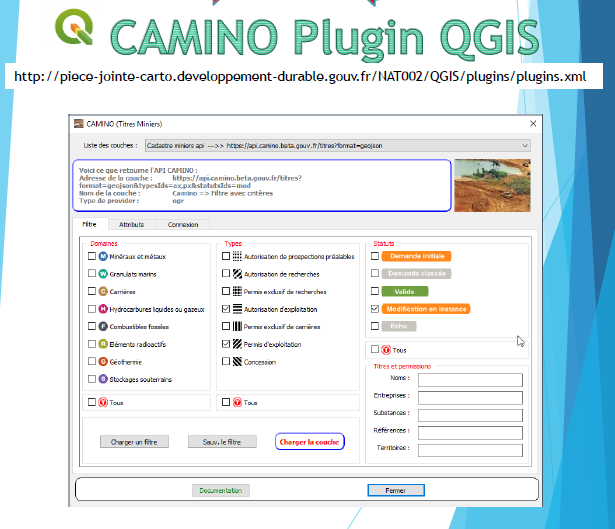 CAMINO Plugin QGIS
http://piece-jointe-carto.developpement-durable.gouv.fr/NAT002/QGIS/plugins/plugins.xml
CAMINO (Titres Miniers)
Liste des couches : Cadastre miniers api --->> https://api.camino.beta.gouv.fr/titres?format=geojson
Voici ce que retourne l'API CAMINO :
Adresse de la couche : https://api.camino.beta.gouv.fr/titres?
format=geojson&typesIds=ax,px&statutsIds=mod
Nom de la couche : Camino => Filtre avec critères
Type de provider : ogr
Filtre Attribute Connexion
Domaines
M Minéraux et métaux
W Granulats marins
C Carrières
H Hydrocarbures liquides ou gazeux
F Combustibles fossiles
R Eléments radioactifs
G Géothermie
S Stockages souterrains
T Tous
Types
Autorisation de prospections préalables
Autorisation de recherches
Permis exclusif de recherches
Autorisation d'exploitation
Permis exclusif de carrières
Permis d'exploitation
Concession
T Tous
Statuts
Demande initiale
Demande classée
Valide
Modification en instance
Echu
T Tous
Titres et permissions
Noms :
Entreprises :
Substances :
Références :
Territoires :
Charger un filtre Sauv. le filtre Charger la couche
Documentation Fermer